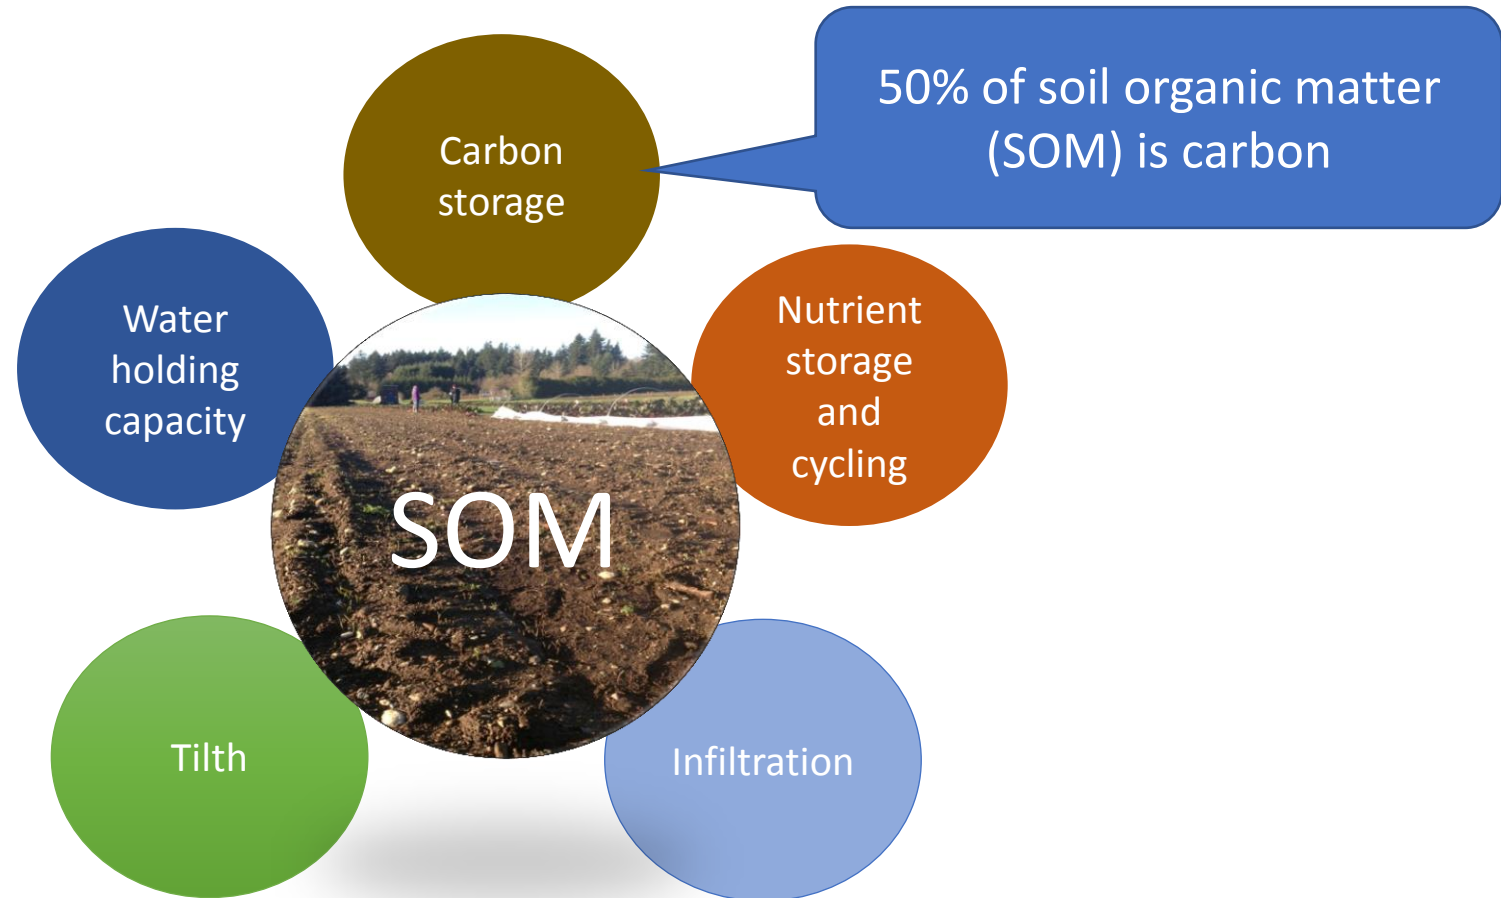 50% of soil organic matter
(SOM) is carbon
Carbon
storage
Water
holding
capacity
Nutrient
storage
and
cycling
SOM
Tilth
Infiltration